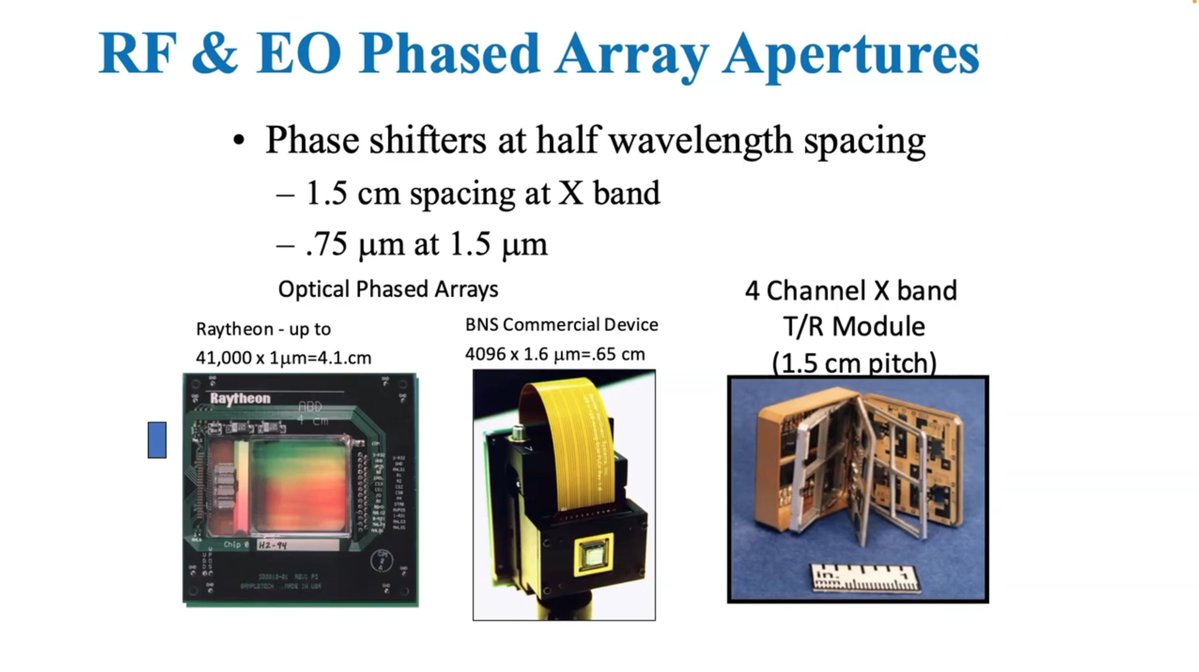 RF & EO Phased Array Apertures
• Phase shifters at half wavelength spacing
– 1.5 cm spacing at X band
– .75 μm at 1.5 μm
Optical Phased Arrays
Raytheon - up to
41,000 x 1μm=4.1.cm
BNS Commercial Device
4096 x 1.6 μm=.65 cm
4 Channel X band
T/R Module
(1.5 cm pitch)
Raytheon
ABD
4 cm
Chip # H2-94
in. 1